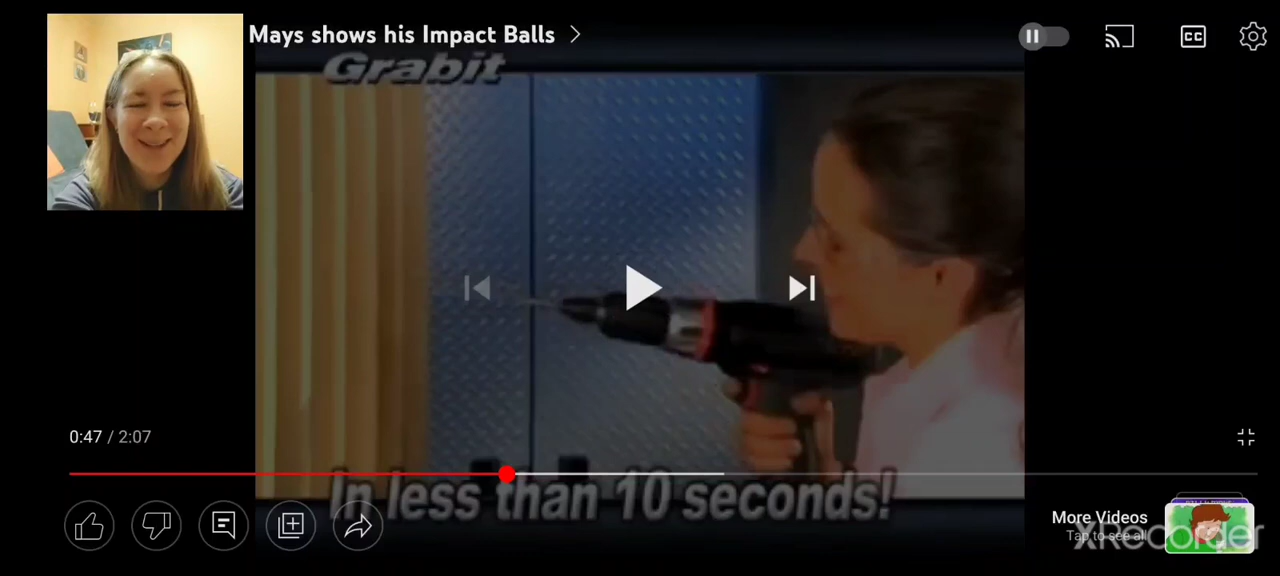 Mays shows his Impact Balls
Grabit
0:47 / 2:07
In less than 10 seconds!
More Videos
Tap to see all
XRecorder